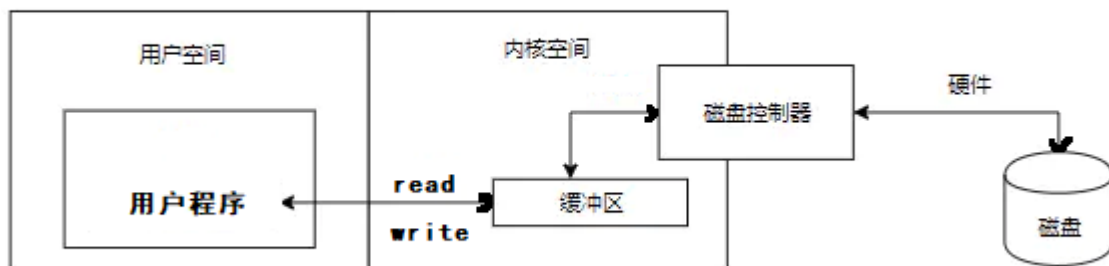 用户空间
内核空间
硬件
磁盘控制器
用户程序
read
write
缓冲区
磁盘